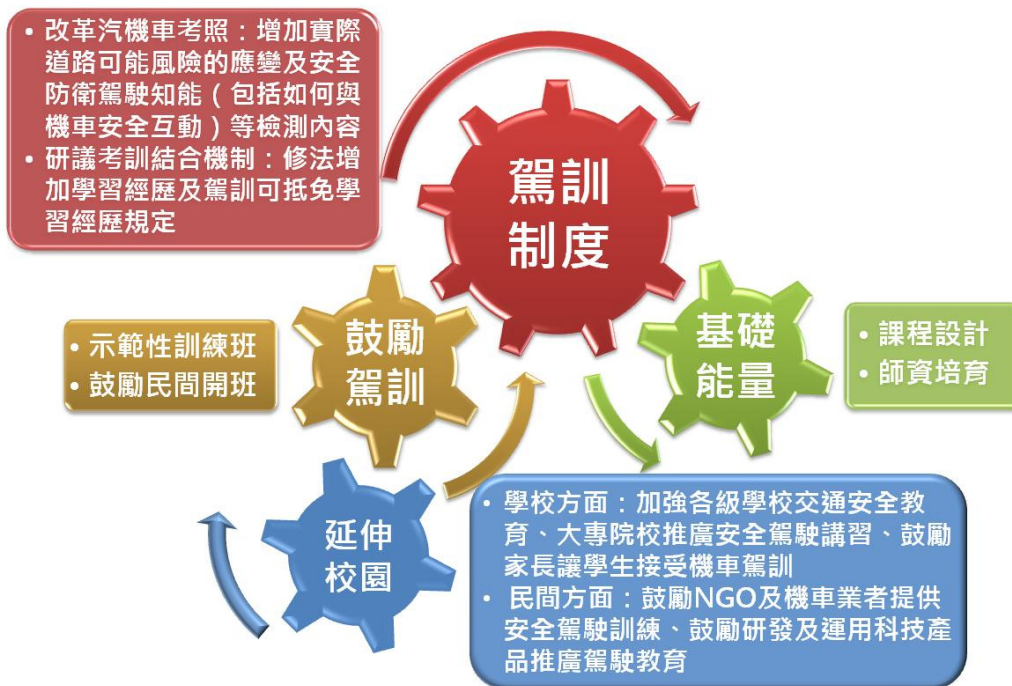 • 改革汽機車考照：增加實際
道路可能風險的應變及安全
防衛駕駛知能（包括如何與
機車安全互動）等檢測內容
• 研議考訓結合機制：修法增
加學習經歷及駕訓可抵免學
習經歷規定
駕訓
制度
• 示範性訓練班
• 鼓勵民間開班
鼓勵
駕訓
基礎
能量
• 課程設計
• 師資培育
延伸
校園
• 學校方面：加強各級學校交通安全教
育、大專院校推廣安全駕駛講習、鼓勵
家長讓學生接受機車駕訓
• 民間方面：鼓勵NGO及機車業者提供
安全駕駛訓練、鼓勵研發及運用科技產
品推廣駕駛教育